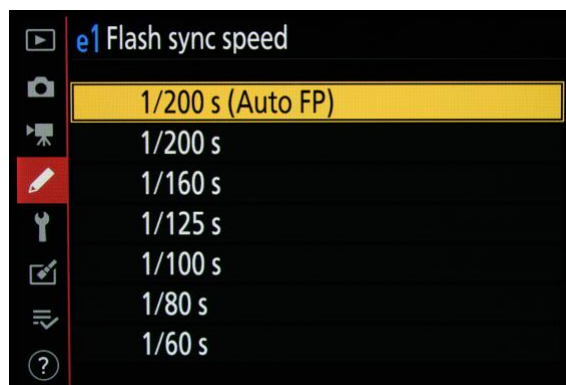 e1 Flash sync speed
1/200 s (Auto FP)
1/200 s
1/160 s
1/125 s
1/100 s
1/80 s
1/60 s
?